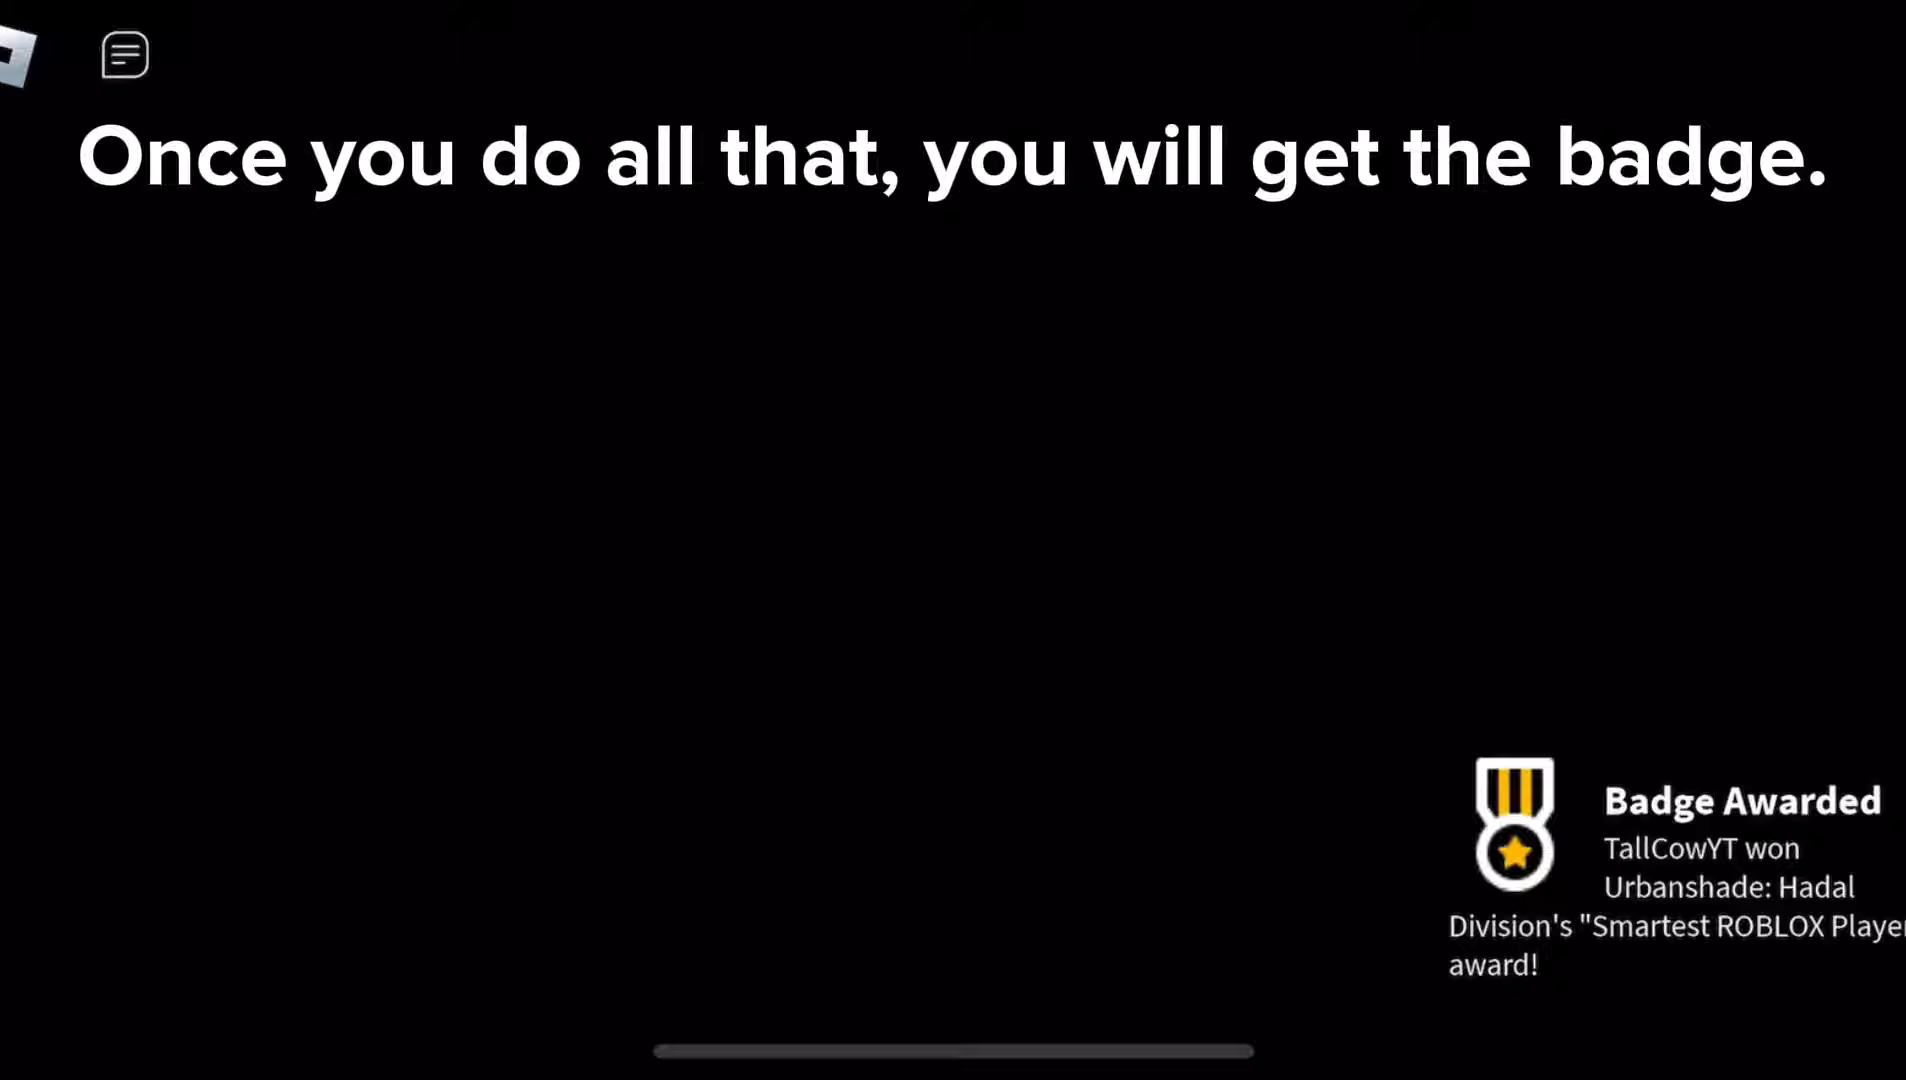 Once you do all that, you will get the badge.
Badge Awarded
TallCowYT won
Urbanshade: Hadal
Division's "Smartest ROBLOX Player
award!